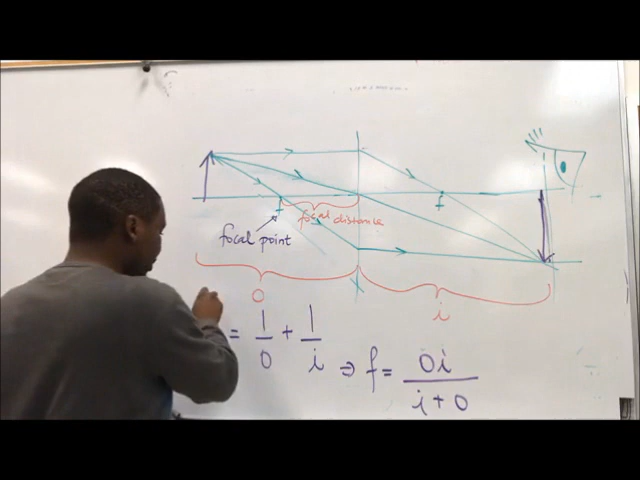 f
f
focal distance
focal point
o
i
= 1/o + 1/i ⇒ f = oi/(i + o)